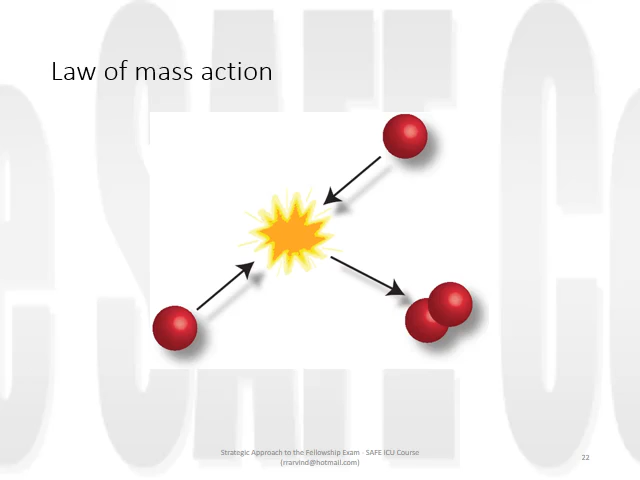 Law of mass action
Strategic Approach to the Fellowship Exam - SAFE ICU Course
(rrarvind@hotmail.com)
22